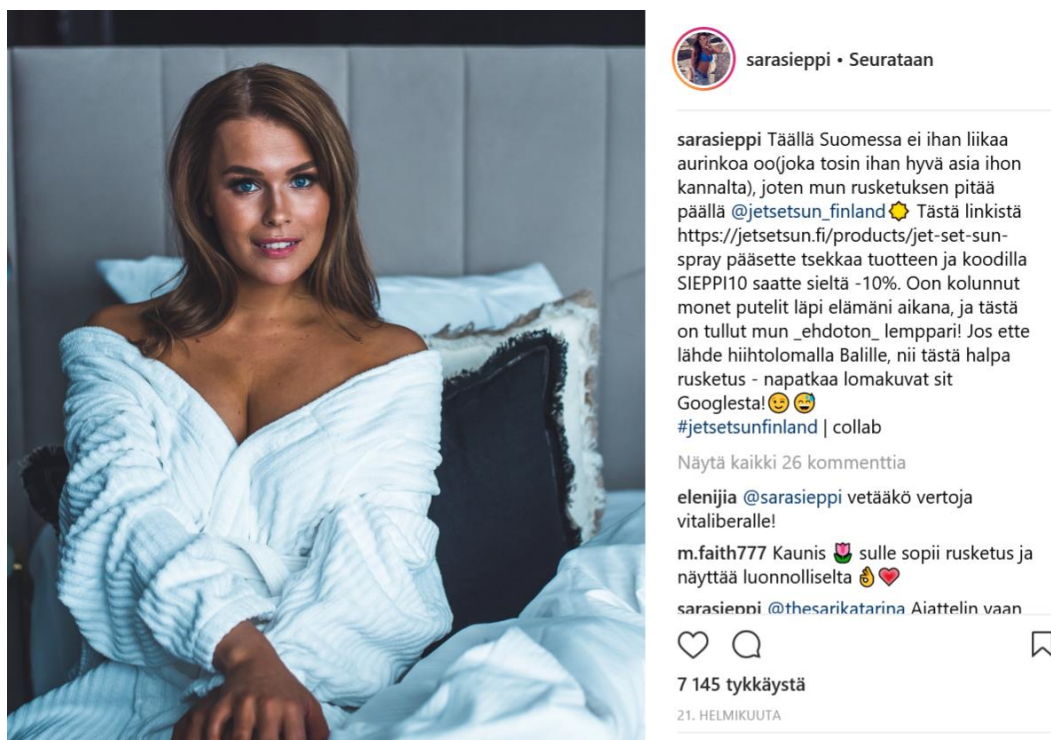 sarasieppi • Seurataan
sarasieppi Täällä Suomessa ei ihan liikaa
aurinkoa oo(joka tosin ihan hyvä asia ihon
kannalta), joten mun rusketuksen pitää
päällä @jetsetsun_finland Tästä linkistä
https://jetsetsun.fi/products/jet-set-sun-
spray pääsette tsekkaa tuotteen ja koodilla
SIEPPI10 saatte sieltä -10%. Oon kolunnut
monet putelit läpi elämäni aikana, ja tästä
on tullut mun _ehdoton_ lemppari! Jos ette
lähde hiihtolomalla Balille, nii tästä halpa
rusketus - napatkaa lomakuvat sit
Googlesta!😉😅
#jetsetsunfinland | collab
Näytä kaikki 26 kommenttia
elenijia @sarasieppi vetääkö vertoja
vitaliberalle!
m.faith777 Kaunis 🌷 sulle sopii rusketus ja
näyttää luonnolliselta 👌💗
sarasieppi @thesarikatarina Ajattelin vaan
7 145 tykkäystä
21. HELMIKUUTA